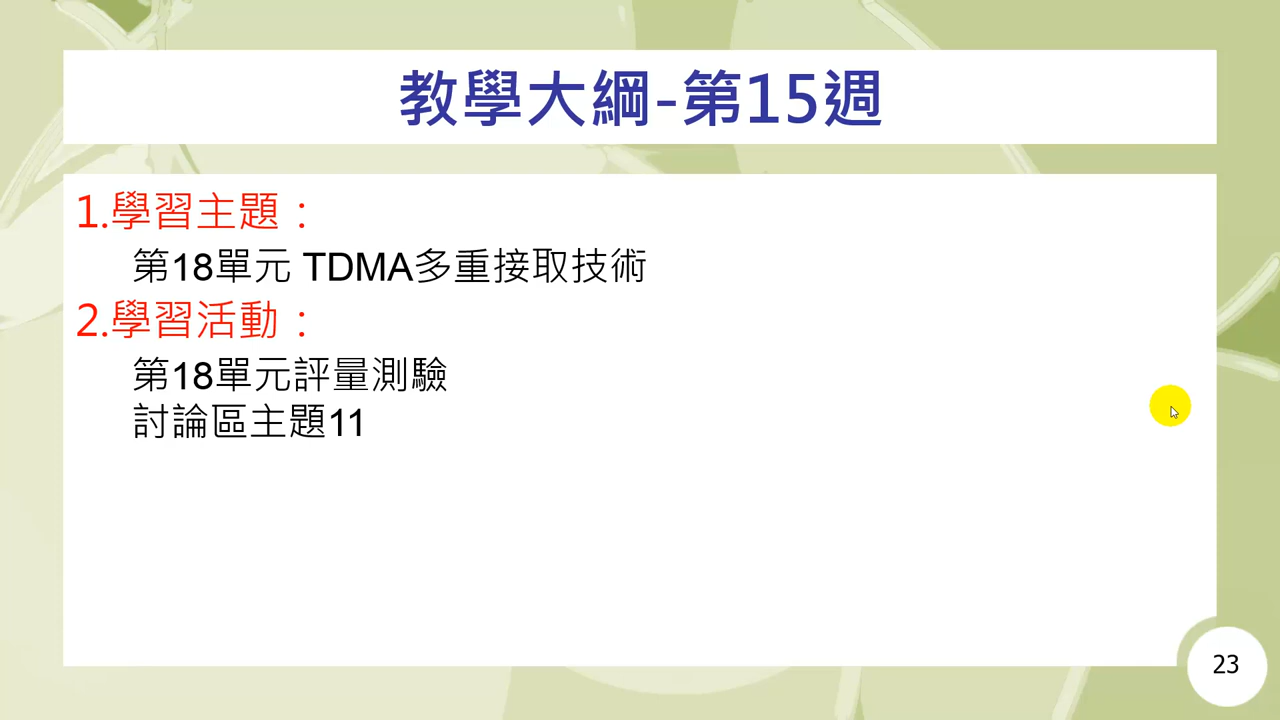 教學大綱-第15週
1.學習主題：
第18單元 TDMA多重接取技術
2.學習活動：
第18單元評量測驗
討論區主題11
23